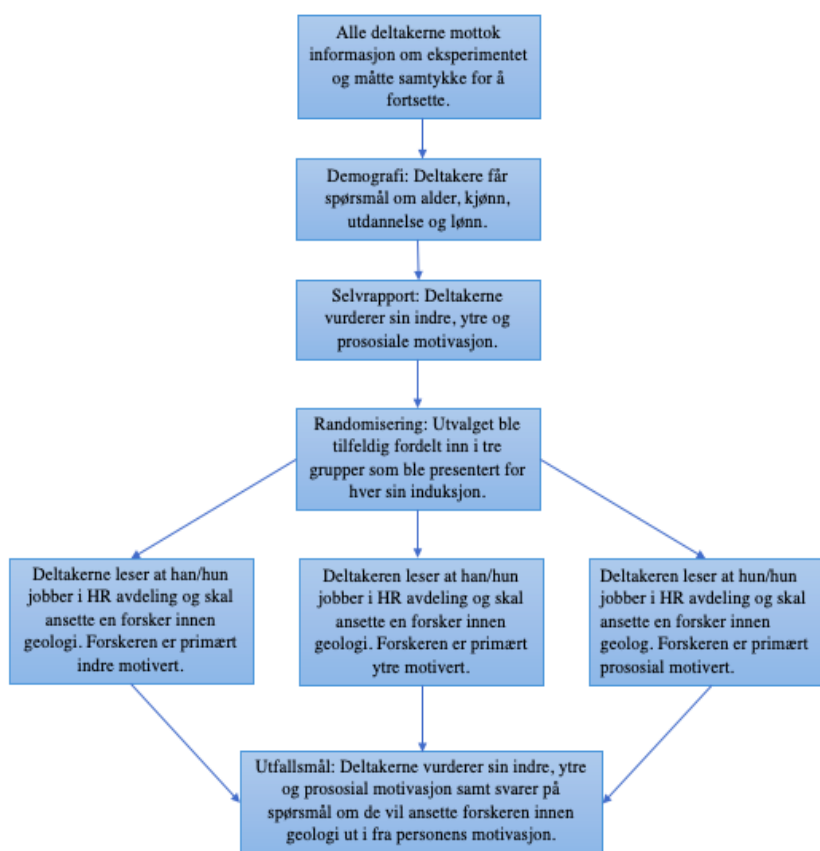 Alle deltakerne mottok
informasjon om eksperimentet
og måtte samtykke for å
fortsette.
Demografi: Deltakere får
spørsmål om alder, kjønn,
utdannelse og lønn.
Selvrapport: Deltakerne
vurderer sin indre, ytre og
prososiale motivasjon.
Randomisering: Utvalget ble
tilfeldig fordelt inn i tre
grupper som ble presentert for
hver sin induksjon.
Deltakerne leser at han/hun
jobber i HR avdeling og skal
ansette en forsker innen
geologi. Forskeren er primært
indre motivert.
Deltakeren leser at han/hun
jobber i HR avdeling og skal
ansette en forsker innen
geologi. Forskeren er primært
ytre motivert.
Deltakeren leser at hun/hun
jobber i HR avdeling og skal
ansette en forsker innen
geolog. Forskeren er primært
prososial motivert.
Utfallsmål: Deltakerne vurderer sin indre, ytre
og prososial motivasjon samt svarer på
spørsmål om de vil ansette forskeren innen
geologi ut i fra personens motivasjon.